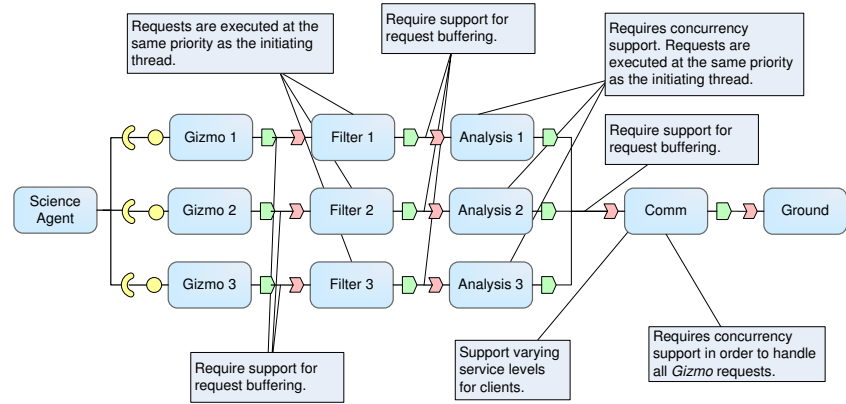 Requests are executed at the
same priority as the initiating
thread.
Require support for
request buffering.
Requires concurrency
support. Requests are
executed at the same priority
as the initiating thread.
Require support for
request buffering.
Gizmo 1
Filter 1
Analysis 1
Science
Agent
Gizmo 2
Filter 2
Analysis 2
Comm
Ground
Gizmo 3
Filter 3
Analysis 3
Require support for
request buffering.
Support varying
service levels
for clients.
Requires concurrency
support in order to handle
all Gizmo requests.